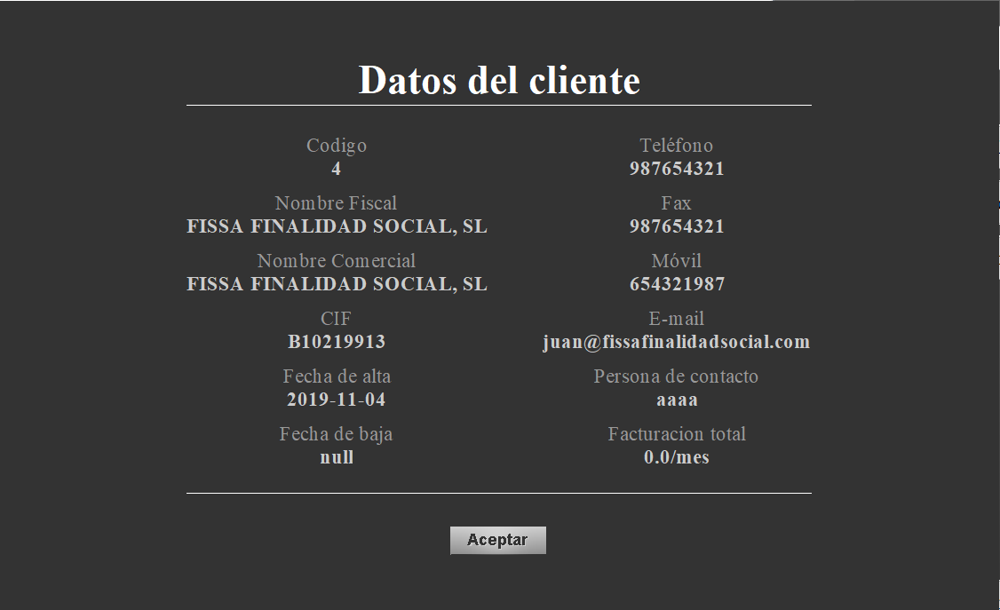 Datos del cliente
Codigo
4
Nombre Fiscal
FISSA FINALIDAD SOCIAL, SL
Nombre Comercial
FISSA FINALIDAD SOCIAL, SL
CIF
B10219913
Fecha de alta
2019-11-04
Fecha de baja
null
Teléfono
987654321
Fax
987654321
Móvil
654321987
E-mail
juan@fissafinalidadsocial.com
Persona de contacto
aaaa
Facturacion total
0.0/mes
Aceptar